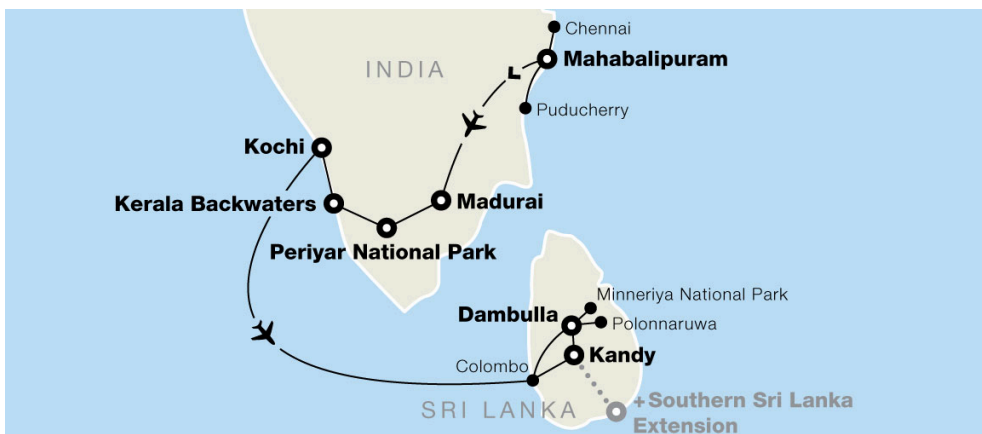 Chennai
INDIA
Mahabalipuram
Puducherry
Kochi
Kerala Backwaters
Madurai
Periyar National Park
Minneriya National Park
Dambulla
Polonnaruwa
Kandy
Colombo
SRI LANKA
+Southern Sri Lanka
Extension